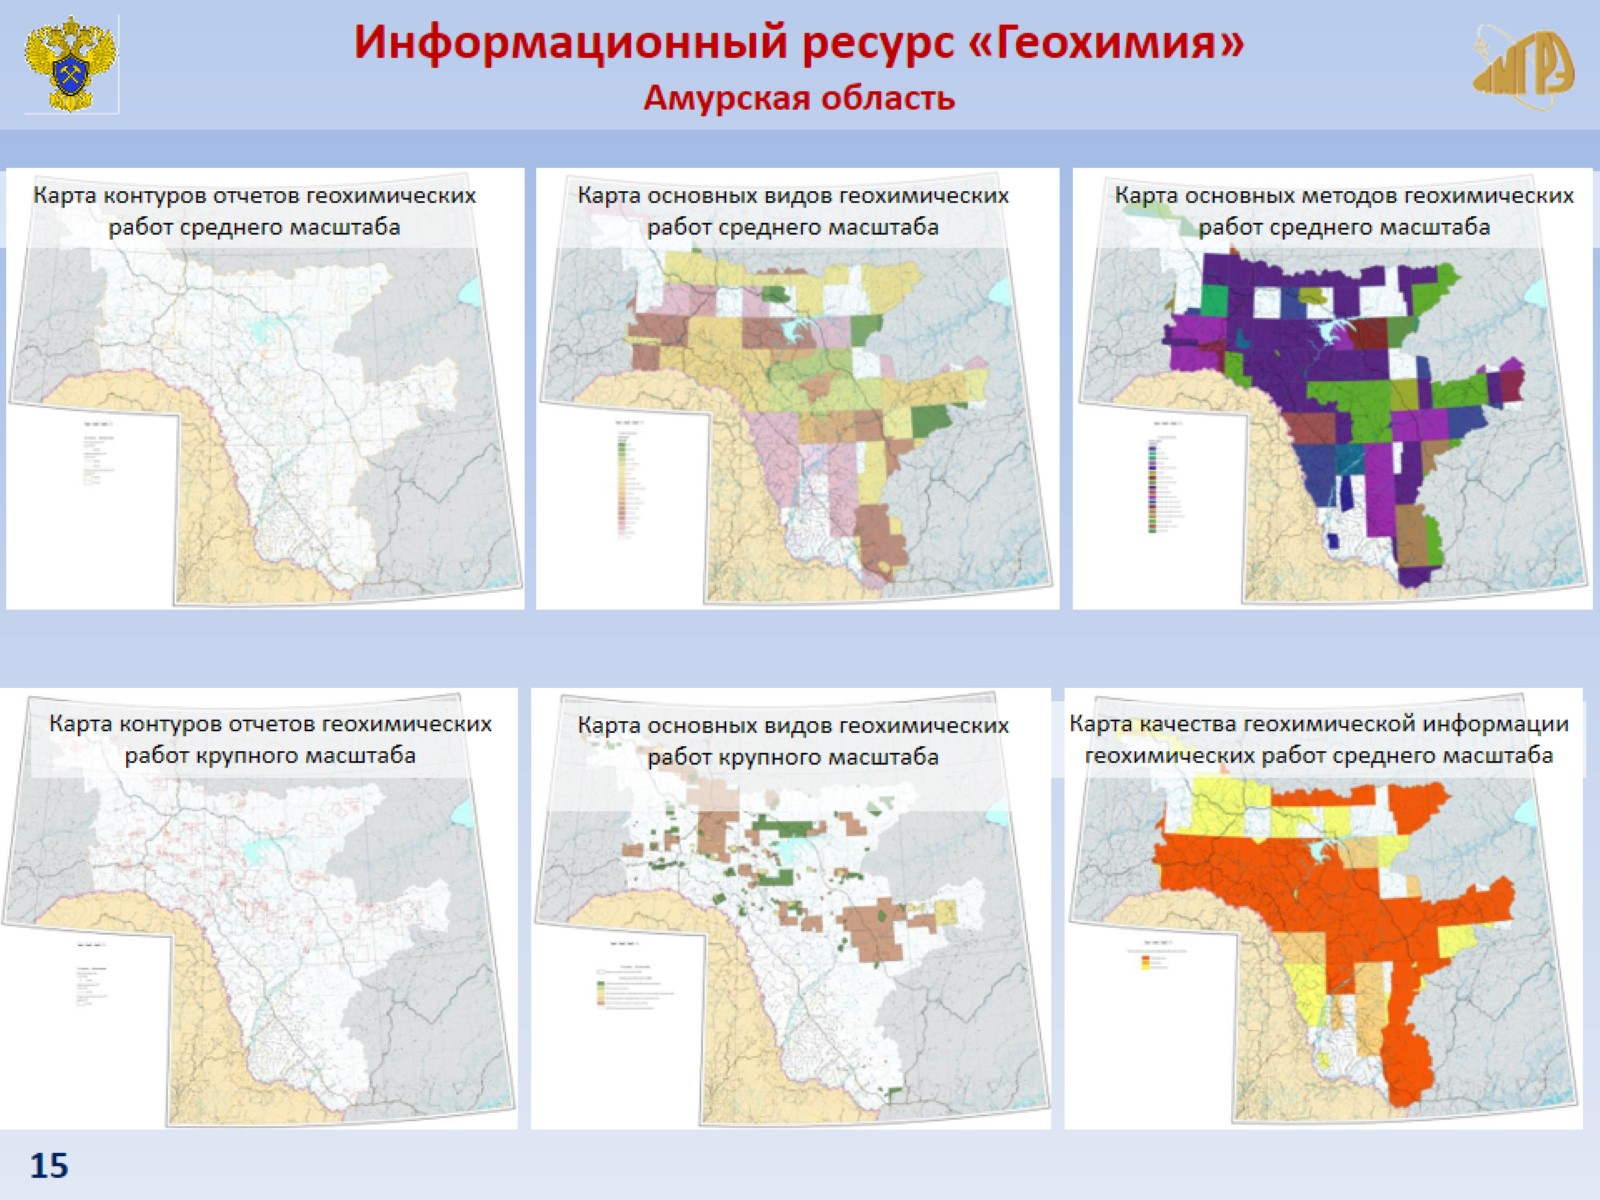 Информационный ресурс «Геохимия»
Амурская область
ИМГРЭ
Карта контуров отчетов геохимических
работ среднего масштаба
Карта основных видов геохимических
работ среднего масштаба
Карта основных методов геохимических
работ среднего масштаба
Карта контуров отчетов геохимических
работ крупного масштаба
Карта основных видов геохимических
работ крупного масштаба
Карта качества геохимической информации
геохимических работ среднего масштаба
15